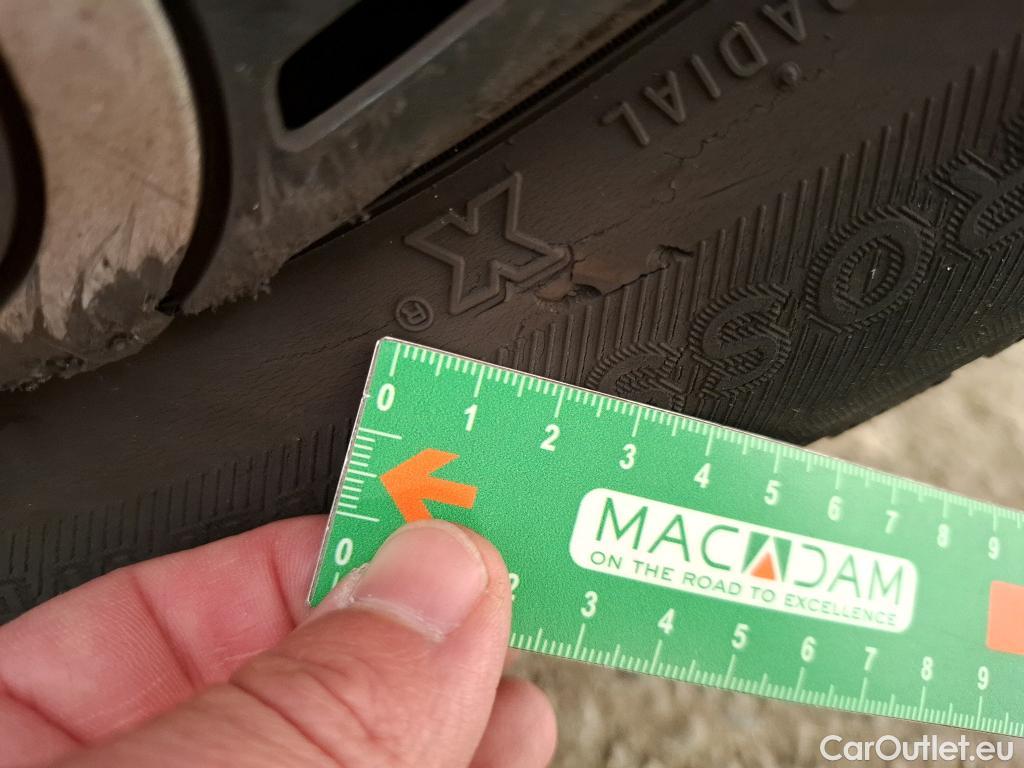 RADIAL
®
0 1 2 3 4 5 6 7 8 9
MACADAM
ON THE ROAD TO EXCELLENCE
0
2 3 4 5 6 7 8 9
CarOutlet.eu